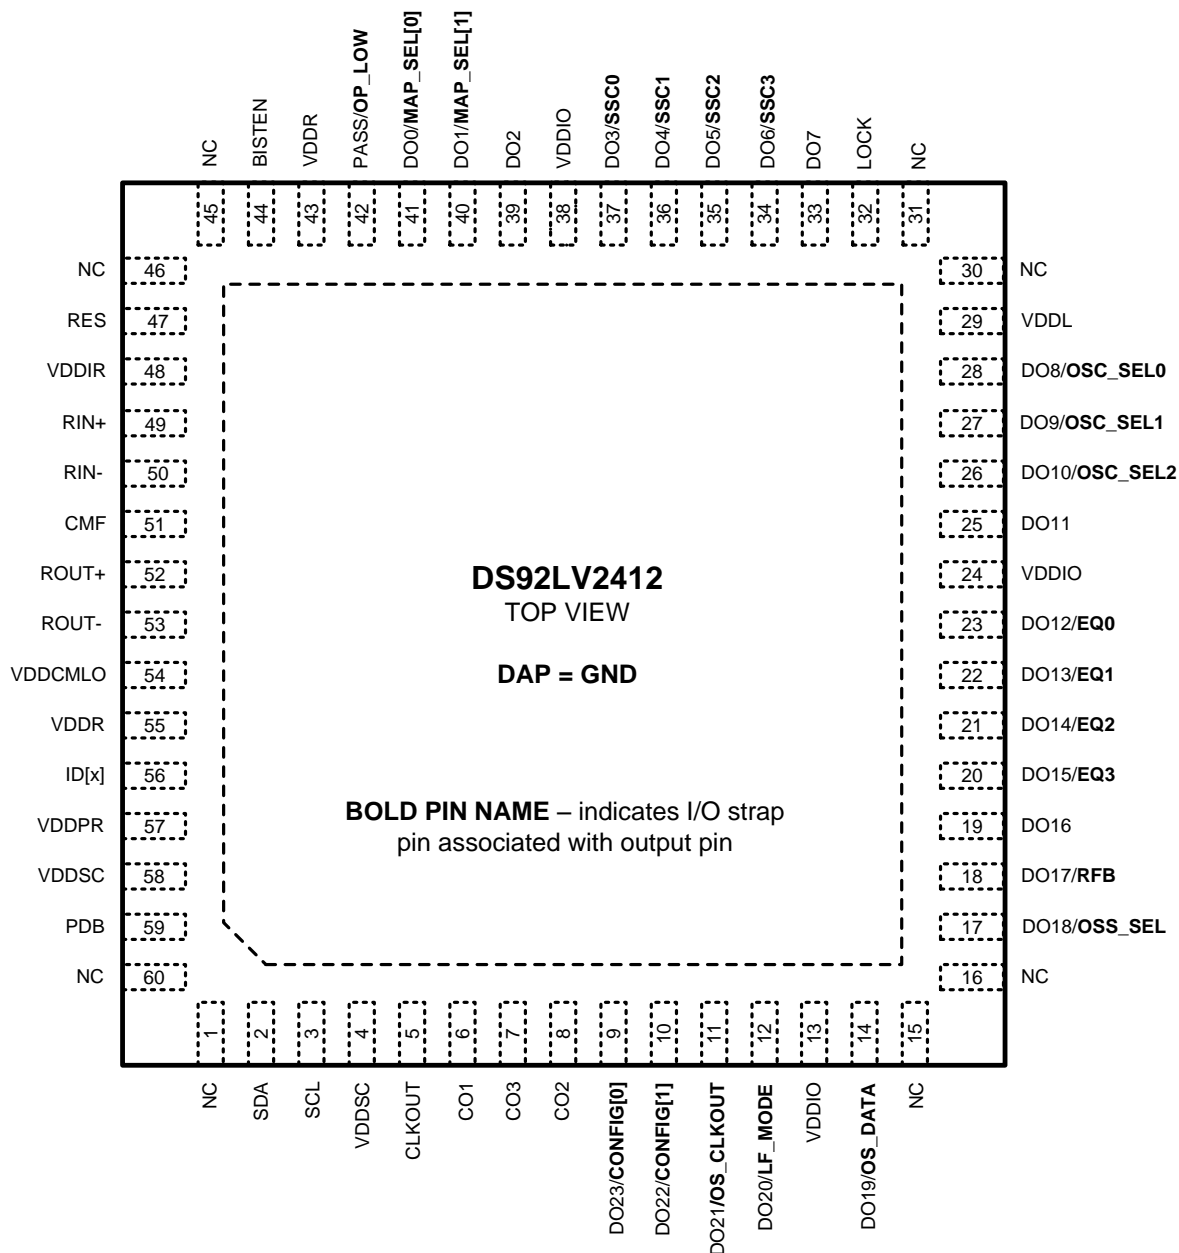 NC
BISTEN
VDDR
PASS/OP_LOW
DO0/MAP_SEL[0]
DO1/MAP_SEL[1]
DO2
VDDIO
DO3/SSC0
DO4/SSC1
DO5/SSC2
DO6/SSC3
DO7
LOCK
NC
45
44
43
42
41
40
39
38
37
36
35
34
33
32
31
NC 46
RES 47
VDDIR 48
RIN+ 49
RIN- 50
CMF 51
ROUT+ 52
ROUT- 53
VDDCMLO 54
VDDR 55
ID[x] 56
VDDPR 57
VDDSC 58
PDB 59
NC 60
DS92LV2412
TOP VIEW
DAP = GND
BOLD PIN NAME – indicates I/O strap
pin associated with output pin
30 NC
29 VDDL
28 DO8/OSC_SEL0
27 DO9/OSC_SEL1
26 DO10/OSC_SEL2
25 DO11
24 VDDIO
23 DO12/EQ0
22 DO13/EQ1
21 DO14/EQ2
20 DO15/EQ3
19 DO16
18 DO17/RFB
17 DO18/OSS_SEL
16 NC
1
2
3
4
5
6
7
8
9
10
11
12
13
14
15
NC
SDA
SCL
VDDSC
CLKOUT
CO1
CO3
CO2
DO23/CONFIG[0]
DO22/CONFIG[1]
DO21/OS_CLKOUT
DO20/LF_MODE
VDDIO
DO19/OS_DATA
NC